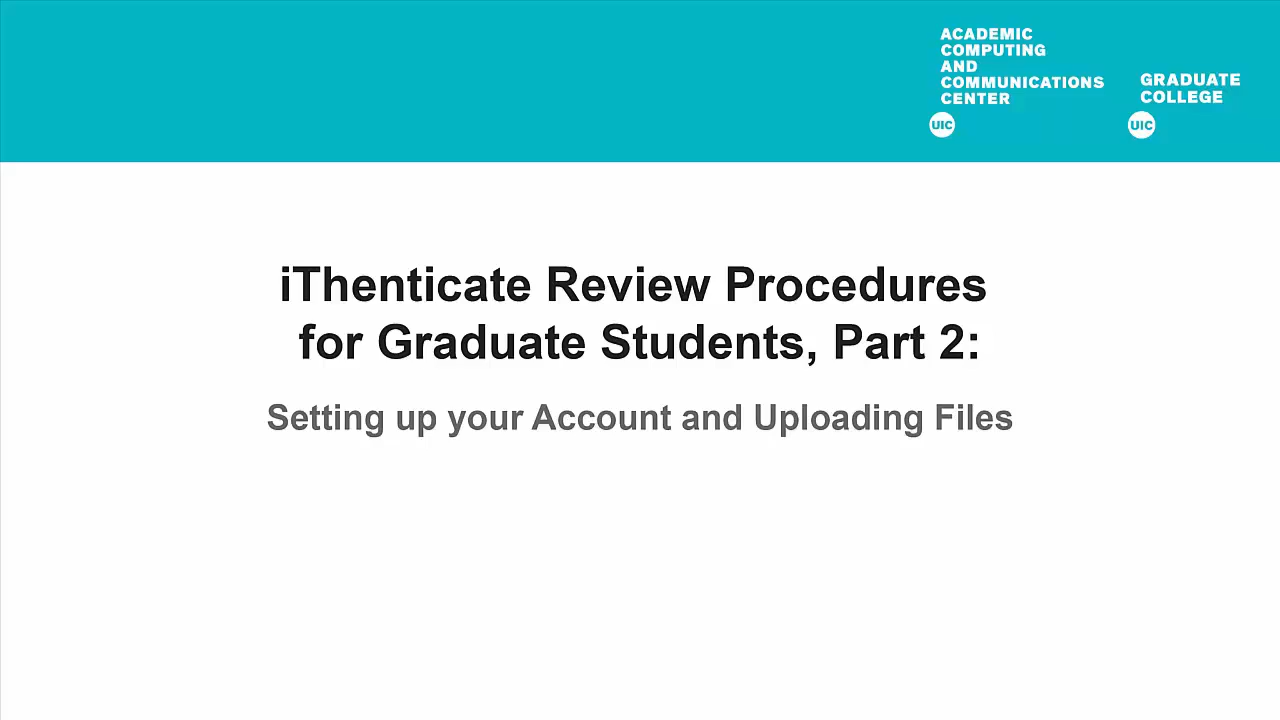 ACADEMIC
COMPUTING
AND
COMMUNICATIONS
CENTER
UIC
GRADUATE
COLLEGE
UIC
iThenticate Review Procedures
for Graduate Students, Part 2:
Setting up your Account and Uploading Files